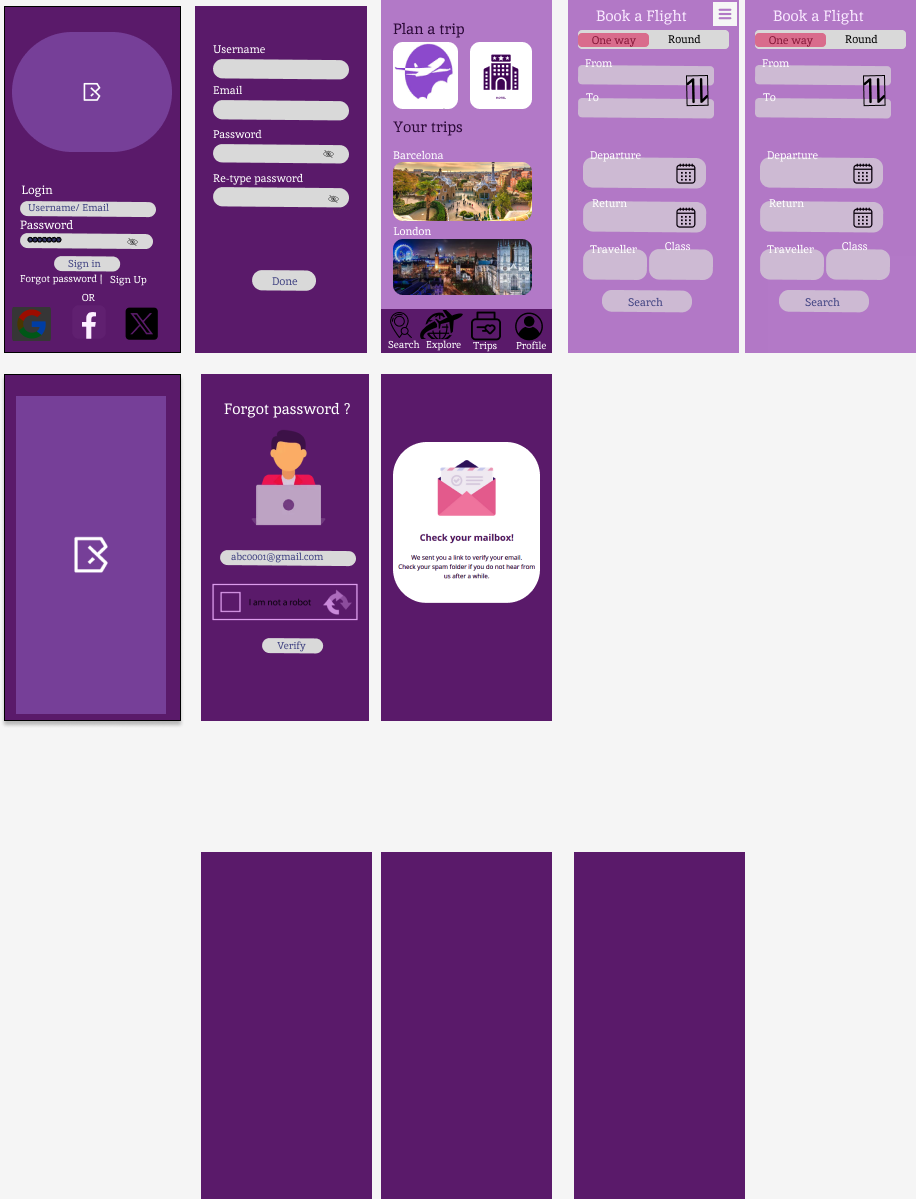 Login
Username/ Email
Password
Sign in
Forgot password | Sign Up
OR
Username
Email
Password
Re-type password
Done
Plan a trip
Your trips
Barcelona
London
Search Explore Trips Profile
Book a Flight
One way Round
From
To
Departure
Return
Traveller Class
Search
Book a Flight
One way Round
From
To
Departure
Return
Traveller Class
Search
Forgot password ?
abc0001@gmail.com
I am not a robot
Verify
Check your mailbox!
We sent you a link to verify your email.
Check your spam folder if you do not hear from
us after a while.